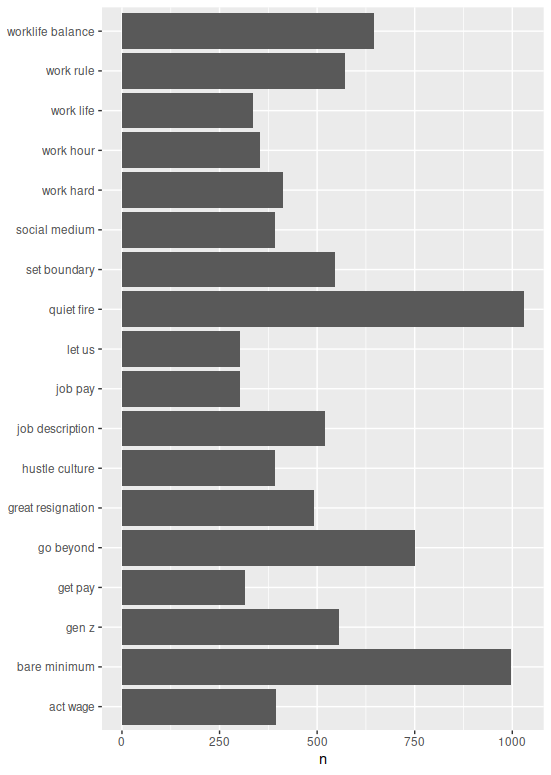 worklife balance
work rule
work life
work hour
work hard
social medium
set boundary
quiet fire
let us
job pay
job description
hustle culture
great resignation
go beyond
get pay
gen z
bare minimum
act wage
0 250 500 750 1000
n